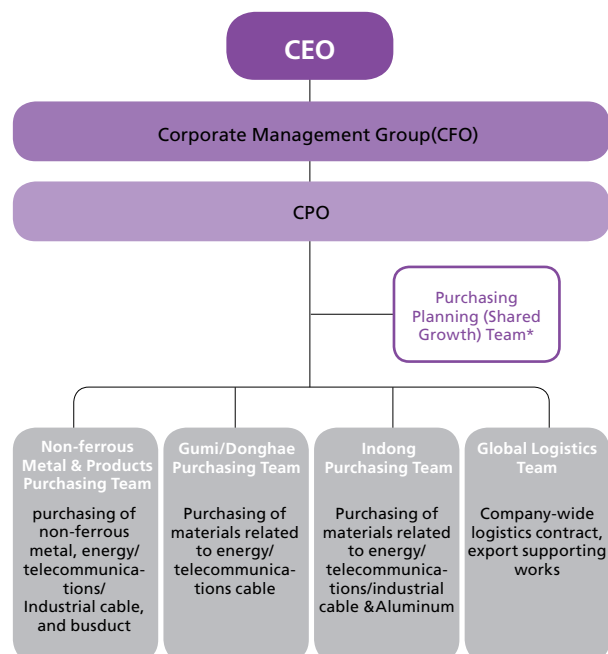 CEO
Corporate Management Group(CFO)
CPO
Purchasing
Planning (Shared
Growth) Team*
Non-ferrous
Metal & Products
Purchasing Team
purchasing of
non-ferrous
metal, energy/
telecommunica-
tions/
Industrial cable,
and busduct
Gumi/Donghae
Purchasing Team
Purchasing of
materials related
to energy/
telecommunica-
tions cable
Indong
Purchasing Team
Purchasing of
materials related
to energy/
telecommunica-
tions/industrial
cable &Aluminum
Global Logistics
Team
Company-wide
logistics contract,
export supporting
works